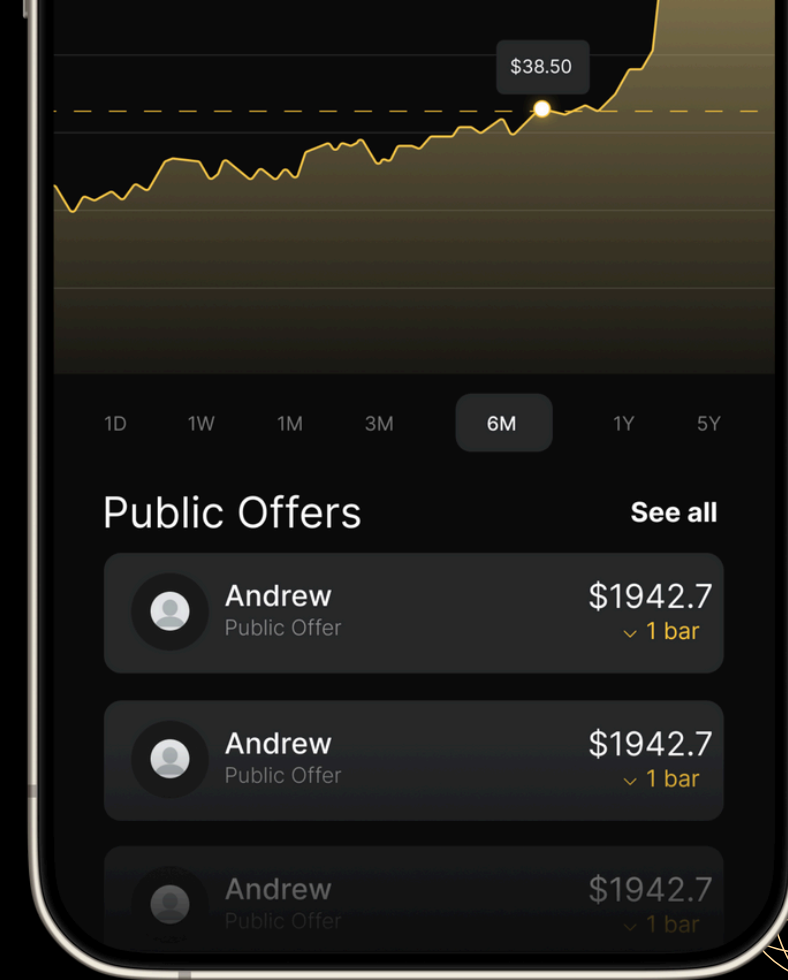 $38.50
1D 1W 1M 3M 6M 1Y 5Y
Public Offers See all
Andrew $1942.7
Public Offer 1 bar
Andrew $1942.7
Public Offer 1 bar
Andrew $1942.7
Public Offer 1 bar